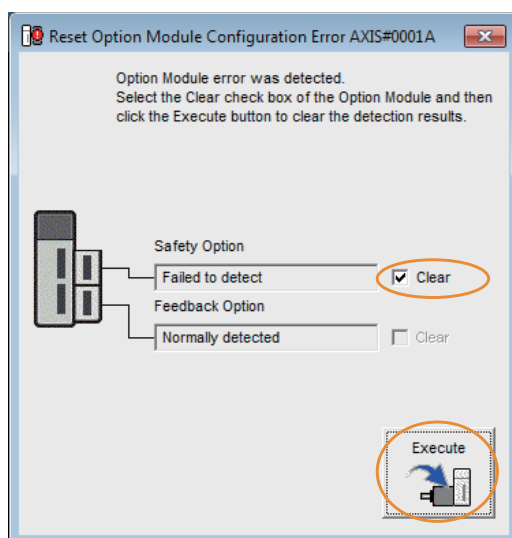 Reset Option Module Configuration Error AXIS#0001A
Option Module error was detected.
Select the Clear check box of the Option Module and then
click the Execute button to clear the detection results.
Safety Option
Failed to detect
Clear
Feedback Option
Normally detected
Clear
Execute